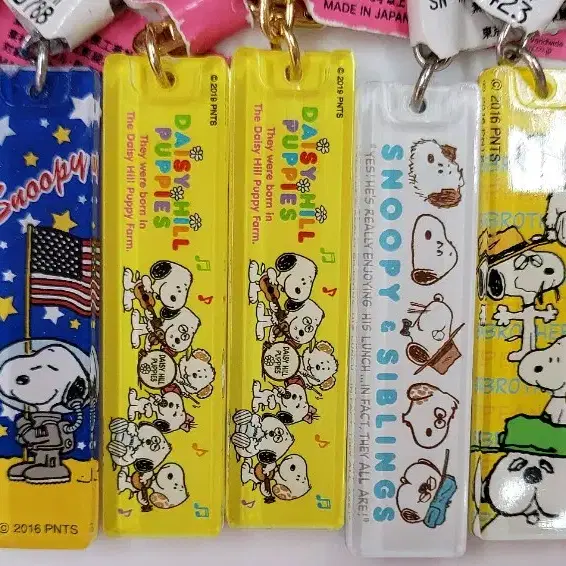 Snoopy
© 2016 PNTS
© 2019 PNTS
DAISY HILL
PUPPIES
They were born in
The Daisy Hill Puppy Farm.
DAISY HILL
PUPPIES
© 2019 PNTS
DAISY HILL
PUPPIES
They were born in
The Daisy Hill Puppy Farm.
DAISY HILL
PUPPIES
MADE IN JAPAN
SNOOPY & SIBLINGS
"YES! HE'S REALLY ENJOYING HIS LUNCH...IN FACT, THEY ALL ARE!"
© 2016 PNTS